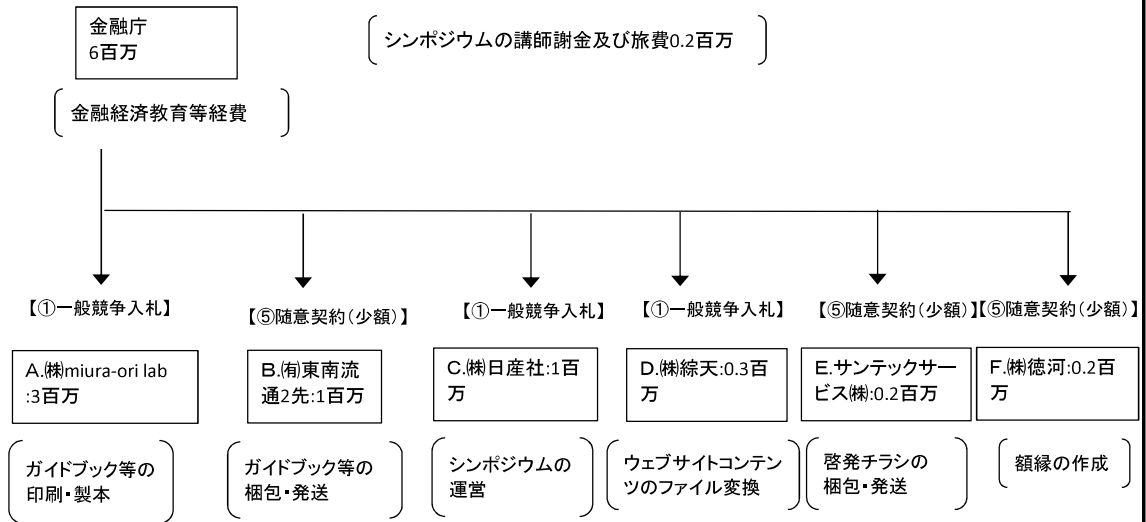 金融庁
6百万
シンポジウムの講師謝金及び旅費0.2百万
金融経済教育等経費
【①一般競争入札】
【⑤随意契約(少額)】
【①一般競争入札】
【①一般競争入札】
【⑤随意契約(少額)】
【⑤随意契約(少額)】
A.㈱miura-ori lab
:3百万
B.㈲東南流
通2先:1百万
C.㈱日産社:1百
万
D.㈱綜天:0.3百
万
E.サンテックサー
ビス㈱:0.2百万
F.㈱徳河:0.2百
万
ガイドブック等の
印刷・製本
ガイドブック等の
梱包・発送
シンポジウムの
運営
ウェブサイトコンテン
ツのファイル変換
啓発チラシの
梱包・発送
額縁の作成